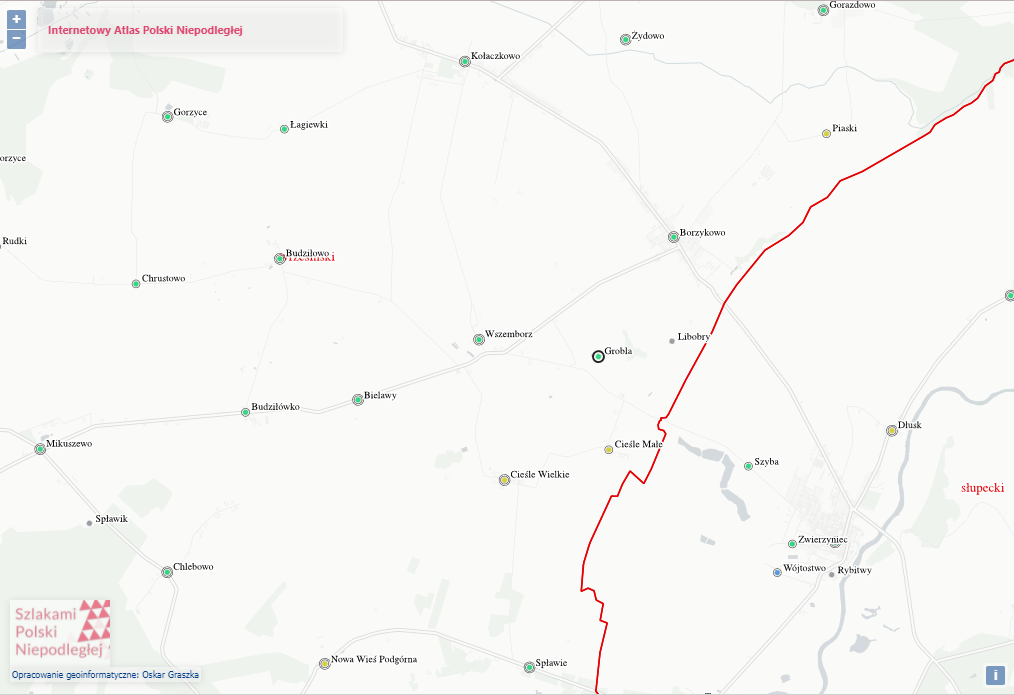 +
−
Internetowy Atlas Polski Niepodległej
Gorazdowo
Żydowo
Kołaczkowo
Gorzyce
Łagiewki
Piaski
orzyce
Borzykowo
Rudki
Budziłowo
wrzesiński
Chrustowo
Wszemborz
Libobry
Grobla
Bielawy
Budziłówko
Dłusk
Mikuszewo
Cieśle Małe
Szyba
Cieśle Wielkie
słupecki
Spławik
Zwierzyniec
Chlebowo
Wójtostwo
Rybitwy
Szlakami
Polski
Niepodległej
Nowa Wieś Podgórna
Spławie
Opracowanie geoinformatyczne: Oskar Graszka
i